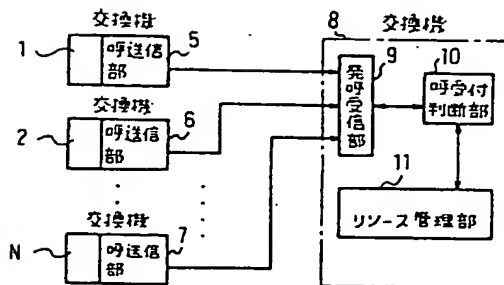 交換機
1
呼送信部
5
交換機
2
呼送信部
6
交換機
N
呼送信部
7
8
交換機
発呼受信部
9
10
呼受付判断部
11
リソース管理部